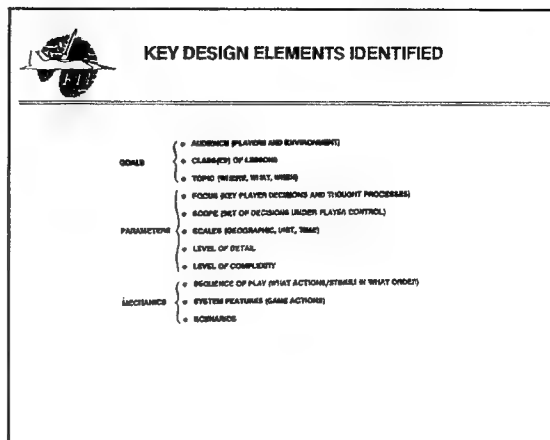 KEY DESIGN ELEMENTS IDENTIFIED
GOALS
• AUDIENCE (PLAYERS AND ENVIRONMENT)
• CLASS(ES) OF LESSONS
• TOPIC (WHERE, WHAT, WHEN)
PARAMETERS
• FOCUS (KEY PLAYER DECISIONS AND THOUGHT PROCESSES)
• SCOPE (SET OF DECISIONS UNDER PLAYER CONTROL)
• SCALES (GEOGRAPHIC, UNIT, TIME)
• LEVEL OF DETAIL
• LEVEL OF COMPLEXITY
MECHANICS
• SEQUENCE OF PLAY (WHAT ACTIONS/STIMULI IN WHAT ORDER)
• SYSTEM FEATURES (GAME ACTIONS)
• SCENARIOS